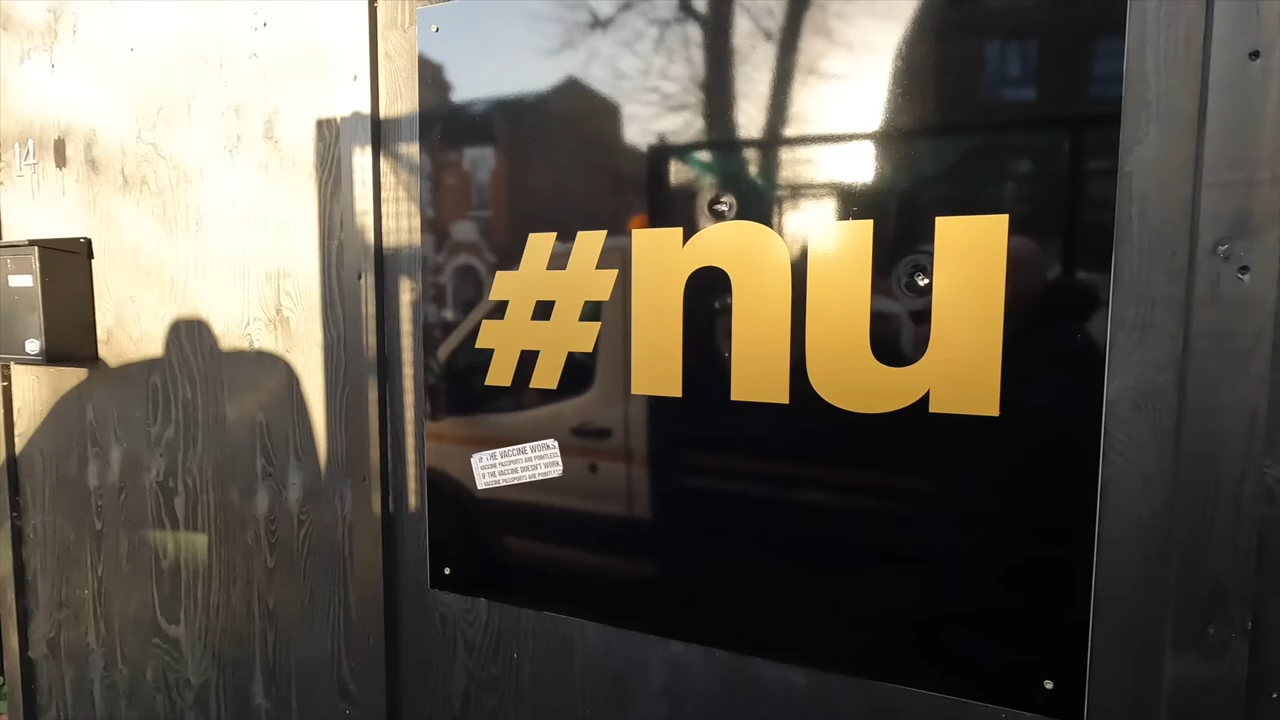 14
#nu
IF THE VACCINE WORKS,
VACCINE PASSPORTS ARE POINTLESS.
IF THE VACCINE DOESN'T WORK,
VACCINE PASSPORTS ARE POINTLESS